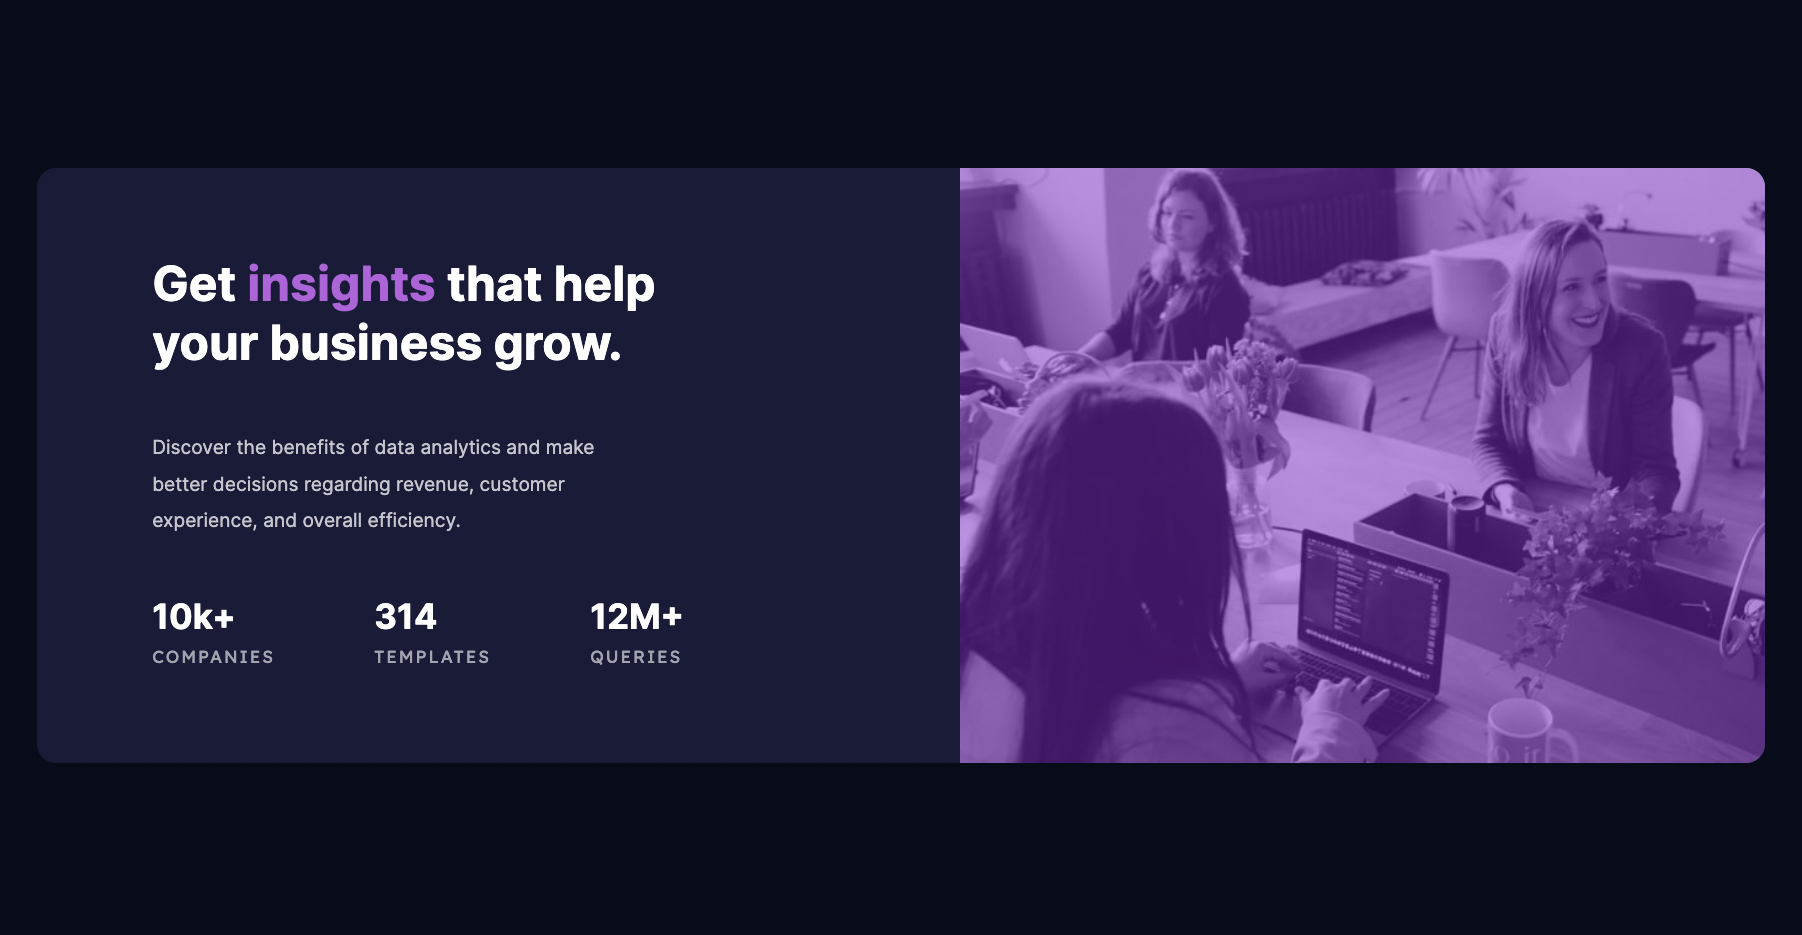 Get insights that help
your business grow.
Discover the benefits of data analytics and make
better decisions regarding revenue, customer
experience, and overall efficiency.
10k+ 314 12M+
COMPANIES TEMPLATES QUERIES